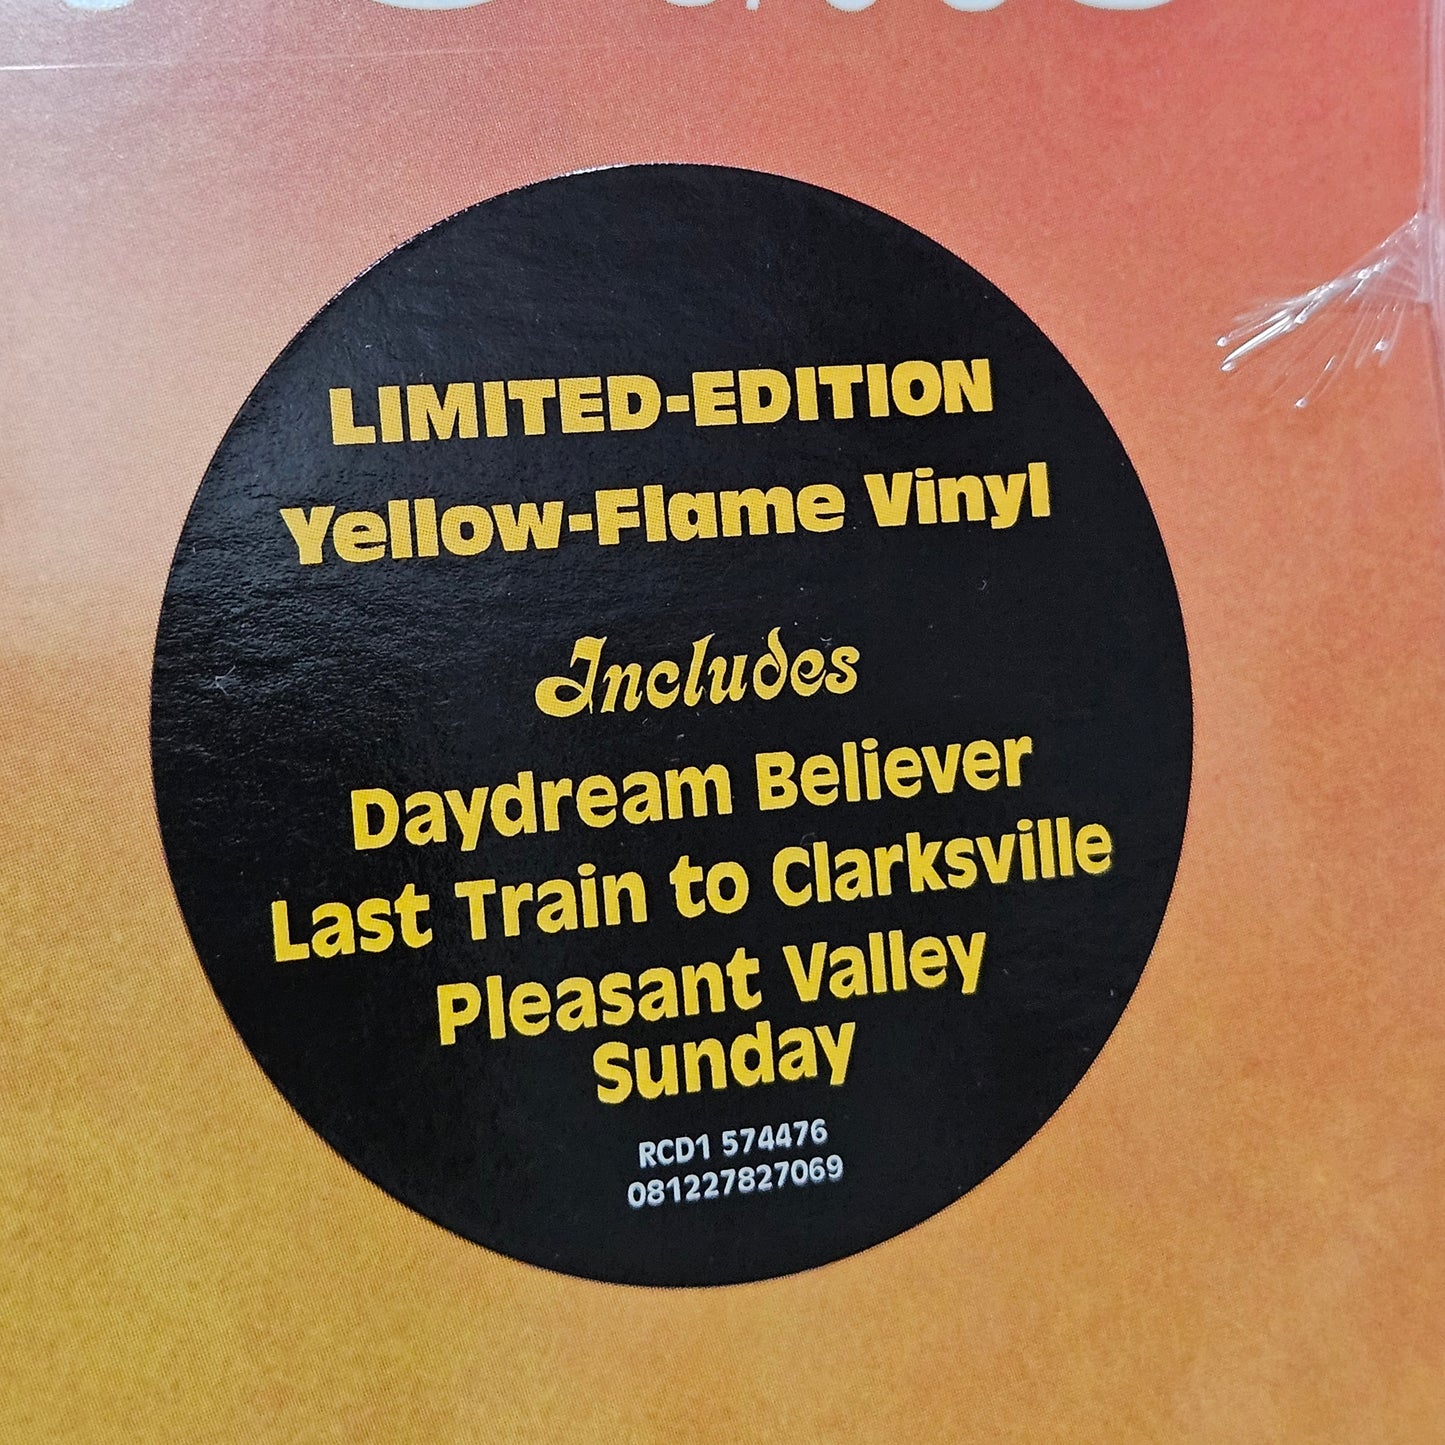 LIMITED-EDITION
Yellow-Flame Vinyl
Includes
Daydream Believer
Last Train to Clarksville
Pleasant Valley
Sunday
RCD1 574476
081227827069